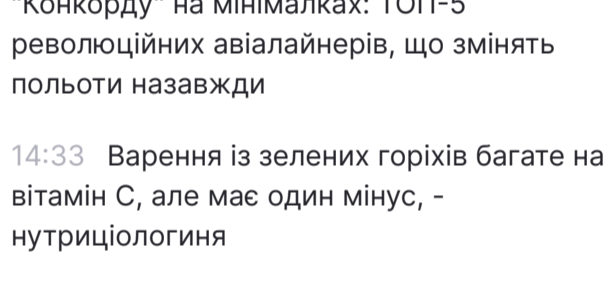 "Конкорду" на мінімалках: ТОП-5
революційних авіалайнерів, що змінять
польоти назавжди
14:33 Варення із зелених горіхів багате на
вітамін С, але має один мінус, -
нутриціологиня